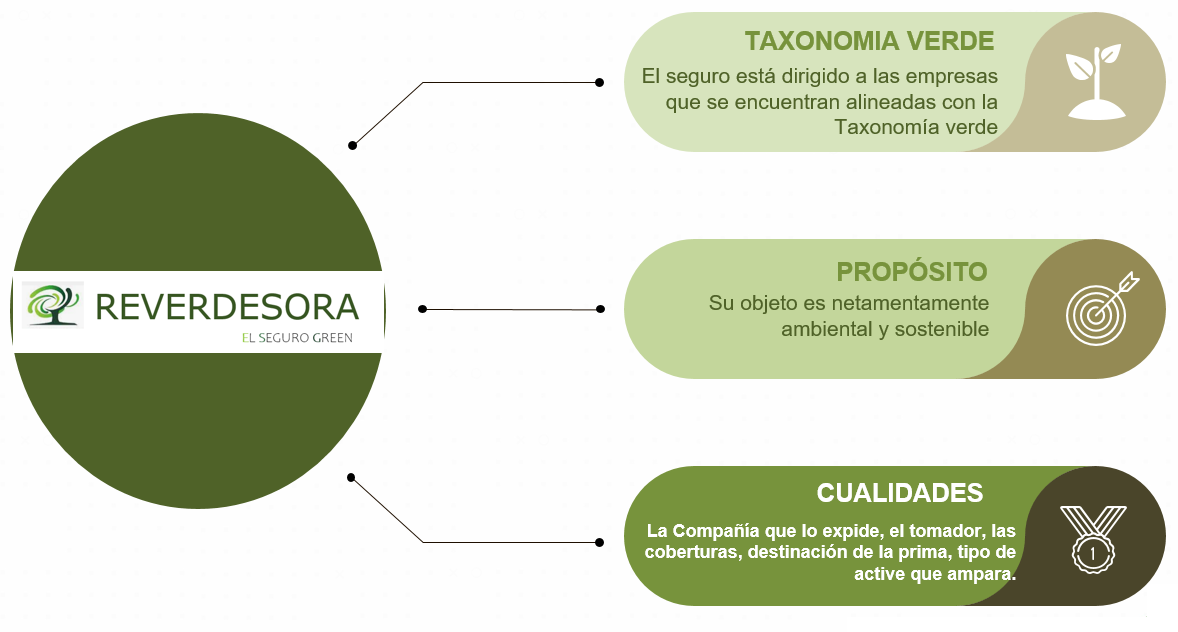 TAXONOMIA VERDE
El seguro está dirigido a las empresas
que se encuentran alineadas con la
Taxonomía verde
REVERDESORA
EL SEGURO GREEN
PROPÓSITO
Su objeto es netamentamente
ambiental y sostenible
CUALIDADES
La Compañía que lo expide, el tomador, las
coberturas, destinación de la prima, tipo de
active que ampara.
1